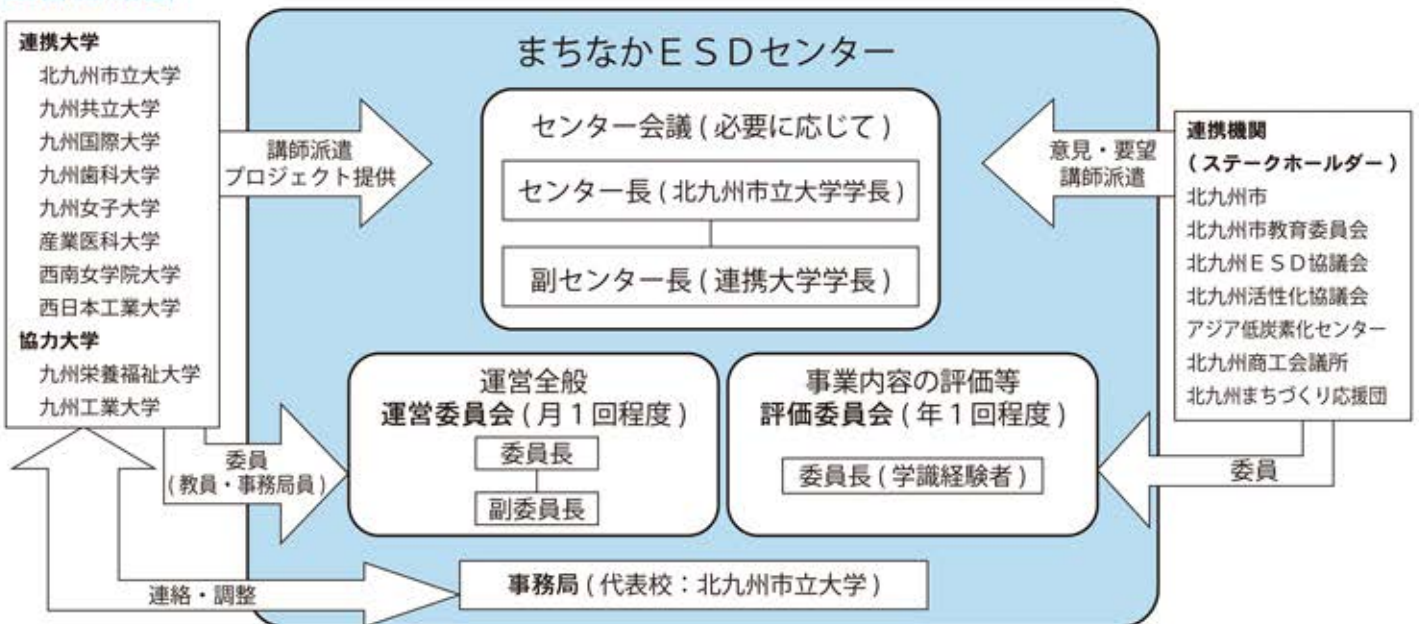 連携大学
北九州市立大学
九州共立大学
九州国際大学
九州歯科大学
九州女子大学
産業医科大学
西南女学院大学
西日本工業大学
協力大学
九州栄養福祉大学
九州工業大学
講師派遣
プロジェクト提供
まちなかESDセンター
センター会議(必要に応じて)
センター長(北九州市立大学学長)
副センター長(連携大学学長)
意見・要望
講師派遣
連携機関
(ステークホールダー)
北九州市
北九州市教育委員会
北九州ESD協議会
北九州活性化協議会
アジア低炭素化センター
北九州商工会議所
北九州まちづくり応援団
委員
(教員・事務局員)
運営全般
運営委員会(月1回程度)
委員長
副委員長
事業内容の評価等
評価委員会(年1回程度)
委員長(学識経験者)
委員
連絡・調整
事務局(代表校：北九州市立大学)